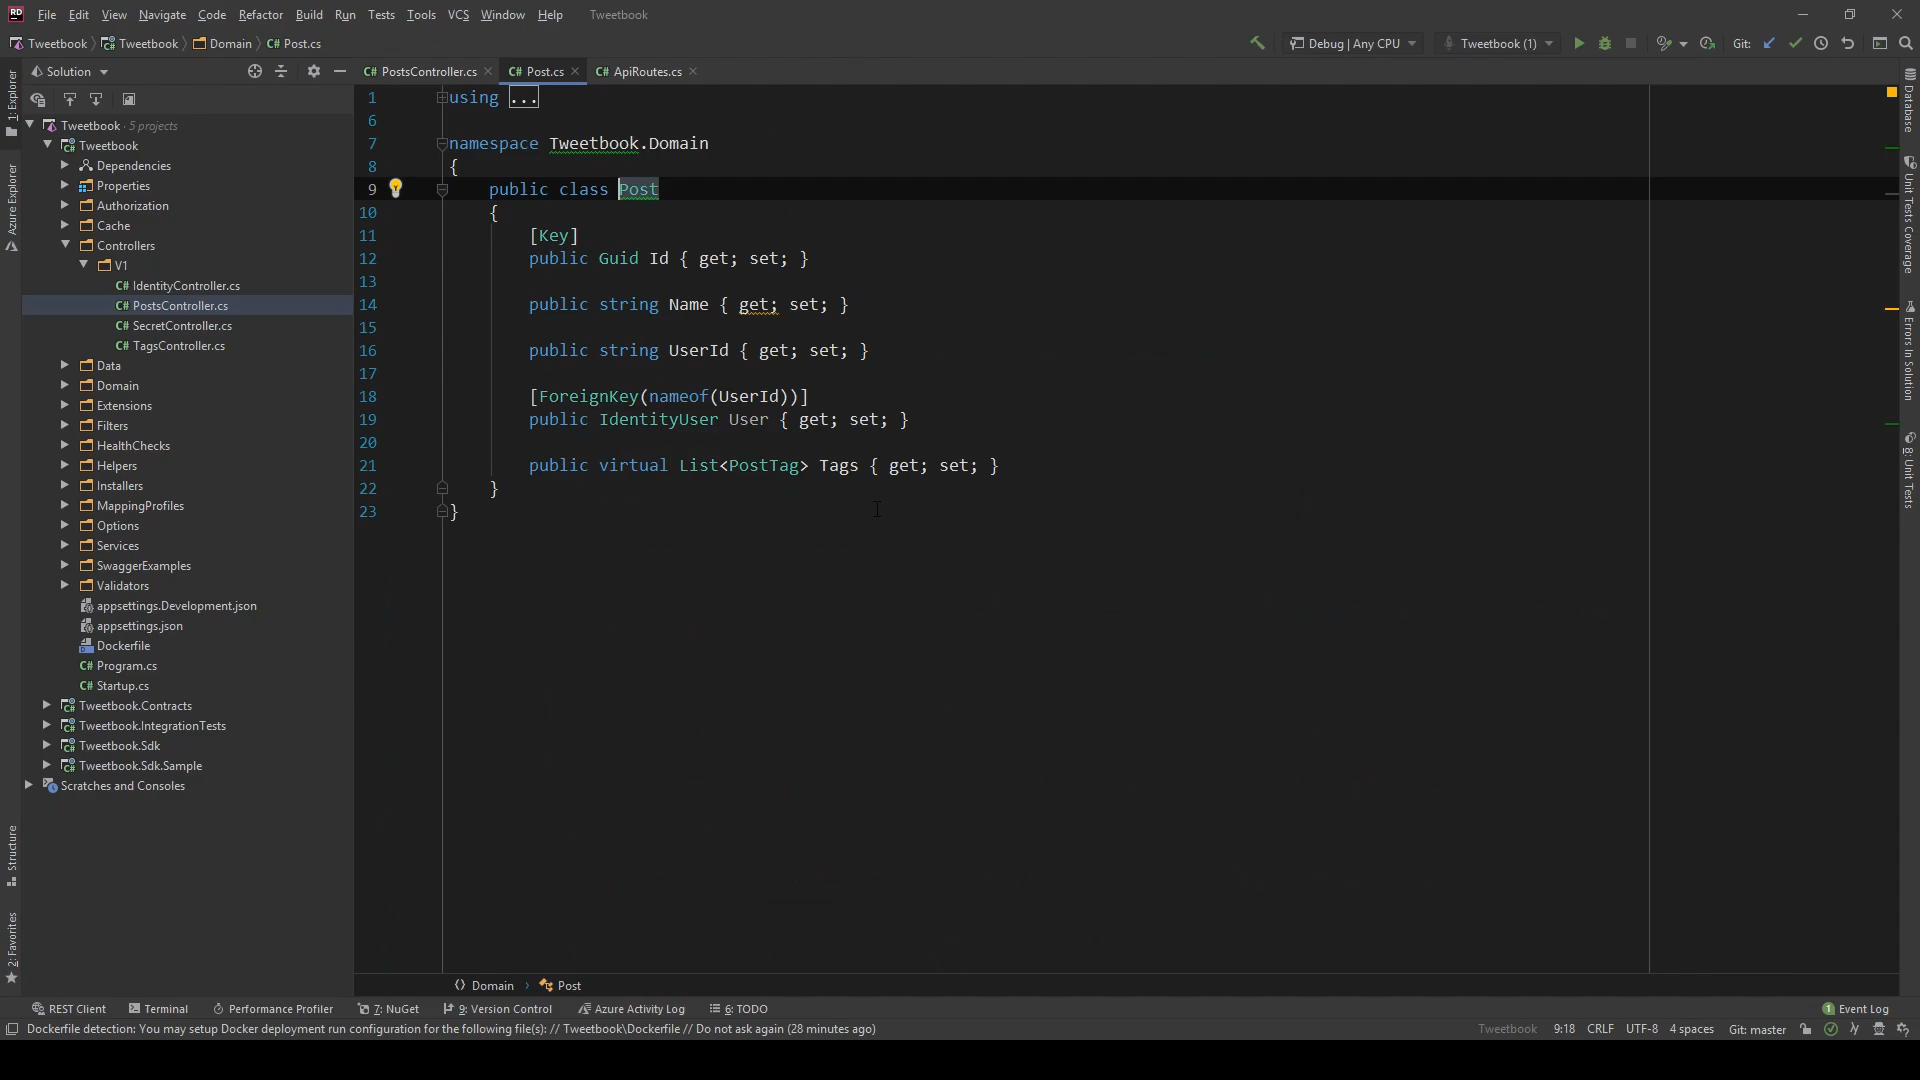 RD File Edit View Navigate Code Refactor Build Run Tests Tools VCS Window Help Tweetbook
Tweetbook Tweetbook Domain C# Post.cs Debug | Any CPU Tweetbook (1) Git:
Solution C# PostsController.cs C# Post.cs C# ApiRoutes.cs
1: Explorer
Azure Explorer
Structure
2: Favorites
Tweetbook · 5 projects
Tweetbook
Dependencies
Properties
Authorization
Cache
Controllers
V1
C# IdentityController.cs
C# PostsController.cs
C# SecretController.cs
C# TagsController.cs
Data
Domain
Extensions
Filters
HealthChecks
Helpers
Installers
MappingProfiles
Options
Services
SwaggerExamples
Validators
appsettings.Development.json
appsettings.json
Dockerfile
C# Program.cs
C# Startup.cs
Tweetbook.Contracts
Tweetbook.IntegrationTests
Tweetbook.Sdk
Tweetbook.Sdk.Sample
Scratches and Consoles
1 using ...
6
7 namespace Tweetbook.Domain
8 {
9 public class Post
10 {
11 [Key]
12 public Guid Id { get; set; }
13
14 public string Name { get; set; }
15
16 public string UserId { get; set; }
17
18 [ForeignKey(nameof(UserId))]
19 public IdentityUser User { get; set; }
20
21 public virtual List<PostTag> Tags { get; set; }
22 }
23 }
Database
Unit Tests Coverage
Errors In Solution
8: Unit Tests
Domain › Post
REST Client Terminal Performance Profiler 7: NuGet 9: Version Control Azure Activity Log 6: TODO 1 Event Log
Dockerfile detection: You may setup Docker deployment run configuration for the following file(s): // Tweetbook\Dockerfile // Do not ask again (28 minutes ago) Tweetbook 9:18 CRLF UTF-8 4 spaces Git: master